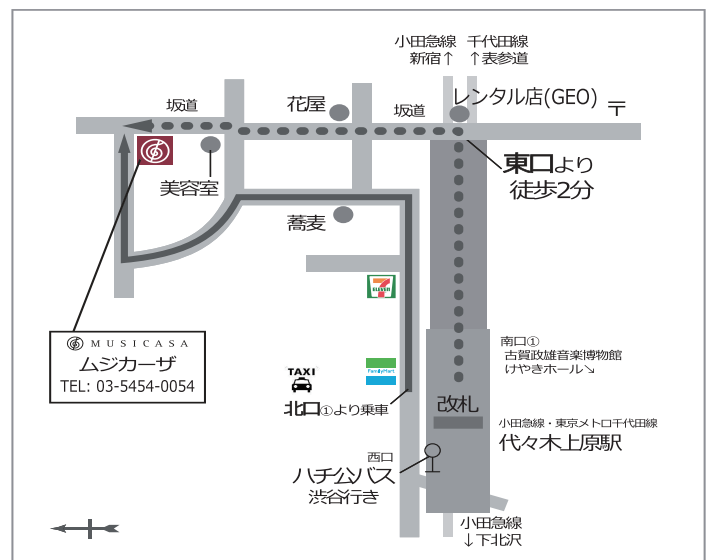 小田急線
新宿↑
千代田線
↑表参道
坂道
花屋
坂道
レンタル店(GEO)
〒
東口より
徒歩2分
美容室
蕎麦
7
ELEVEN
MUSICASA
ムジカーザ
TEL: 03-5454-0054
TAXI
FamilyMart
北口①より乗車
南口①
古賀政雄音楽博物館
けやきホール↘
改札
小田急線・東京メトロ千代田線
代々木上原駅
西口
ハチ公バス
渋谷行き
小田急線
↓下北沢